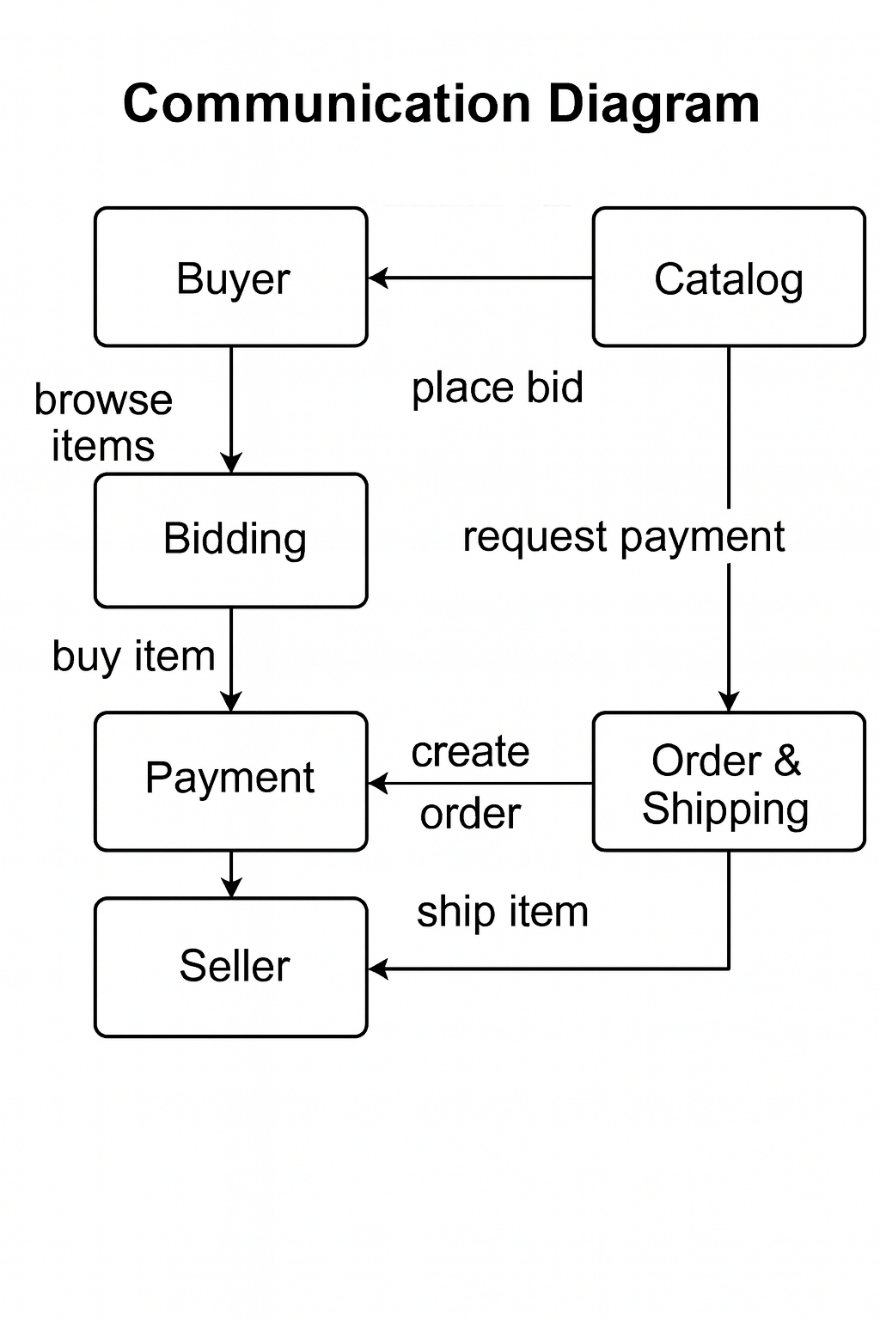 Communication Diagram
Buyer
Catalog
browse
items
place bid
Bidding
request payment
buy item
Payment
create
order
Order &
Shipping
ship item
Seller